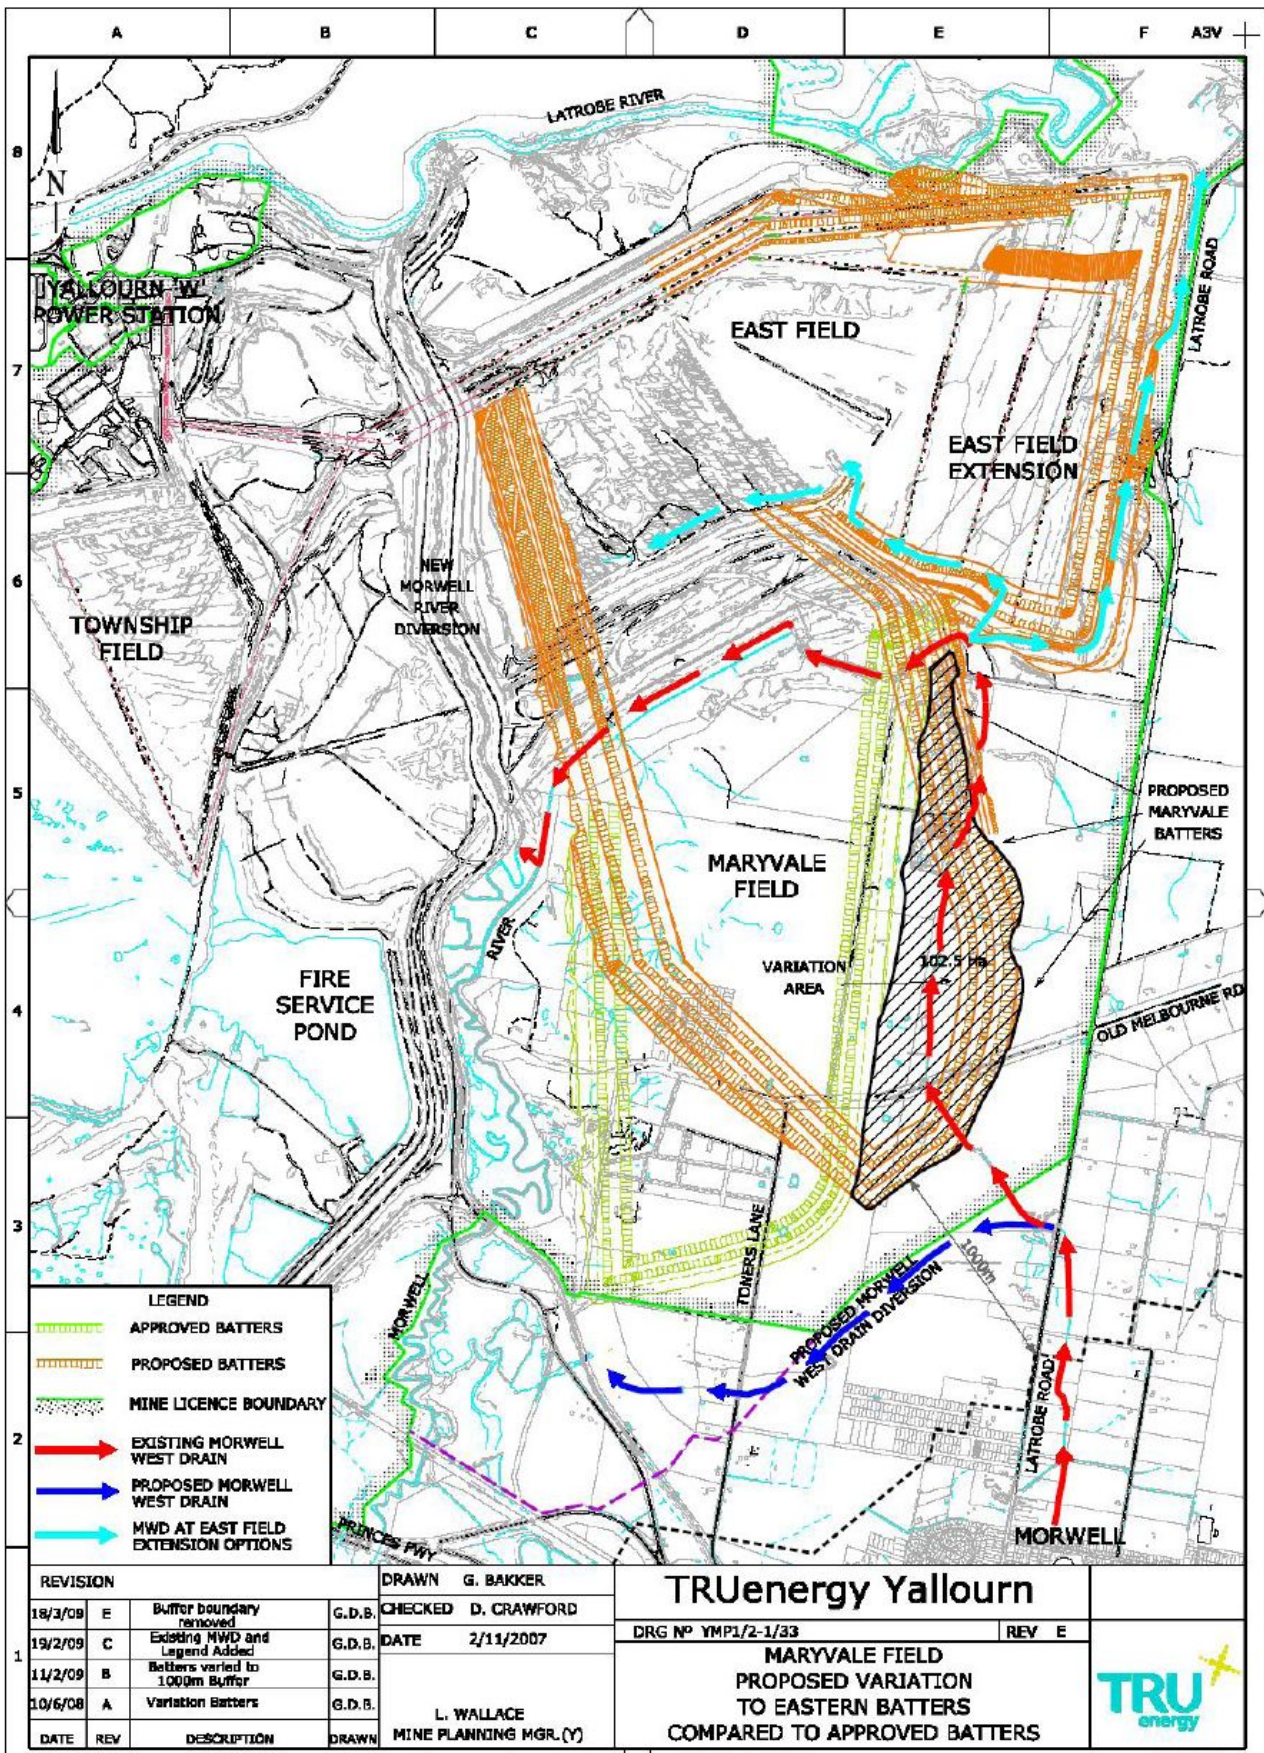 A B C D E F A3V
8
7
6
5
4
3
2
1
N
LATROBE RIVER
YALLOURN 'W'
POWER STATION
EAST FIELD
LATROBE ROAD
EAST FIELD
EXTENSION
NEW
MORWELL
RIVER
DIVERSION
TOWNSHIP
FIELD
PROPOSED
MARYVALE
BATTERS
MARYVALE
FIELD
RIVER
VARIATION
AREA
102.5 Ha
FIRE
SERVICE
POND
OLD MELBOURNE RD
TONERS LANE
1000m
PROPOSED MORWELL
WEST DRAIN DIVERSION
MORWELL
LATROBE ROAD
MORWELL
PRINCES FWY
LEGEND
APPROVED BATTERS
PROPOSED BATTERS
MINE LICENCE BOUNDARY
EXISTING MORWELL
WEST DRAIN
PROPOSED MORWELL
WEST DRAIN
MWD AT EAST FIELD
EXTENSION OPTIONS
REVISION
18/3/09 E Buffer boundary
removed G.D.B.
19/2/09 C Existing MWD and
Legend Added G.D.B.
11/2/09 B Batters varied to
1000m Buffer G.D.B.
10/6/08 A Variation Batters G.D.B.
DATE REV DESCRIPTION DRAWN
DRAWN G. BAKKER
CHECKED D. CRAWFORD
DATE 2/11/2007
L. WALLACE
MINE PLANNING MGR.(Y)
TRUenergy Yallourn
DRG Nº YMP1/2-1/33 REV E
MARYVALE FIELD
PROPOSED VARIATION
TO EASTERN BATTERS
COMPARED TO APPROVED BATTERS
TRU
energy